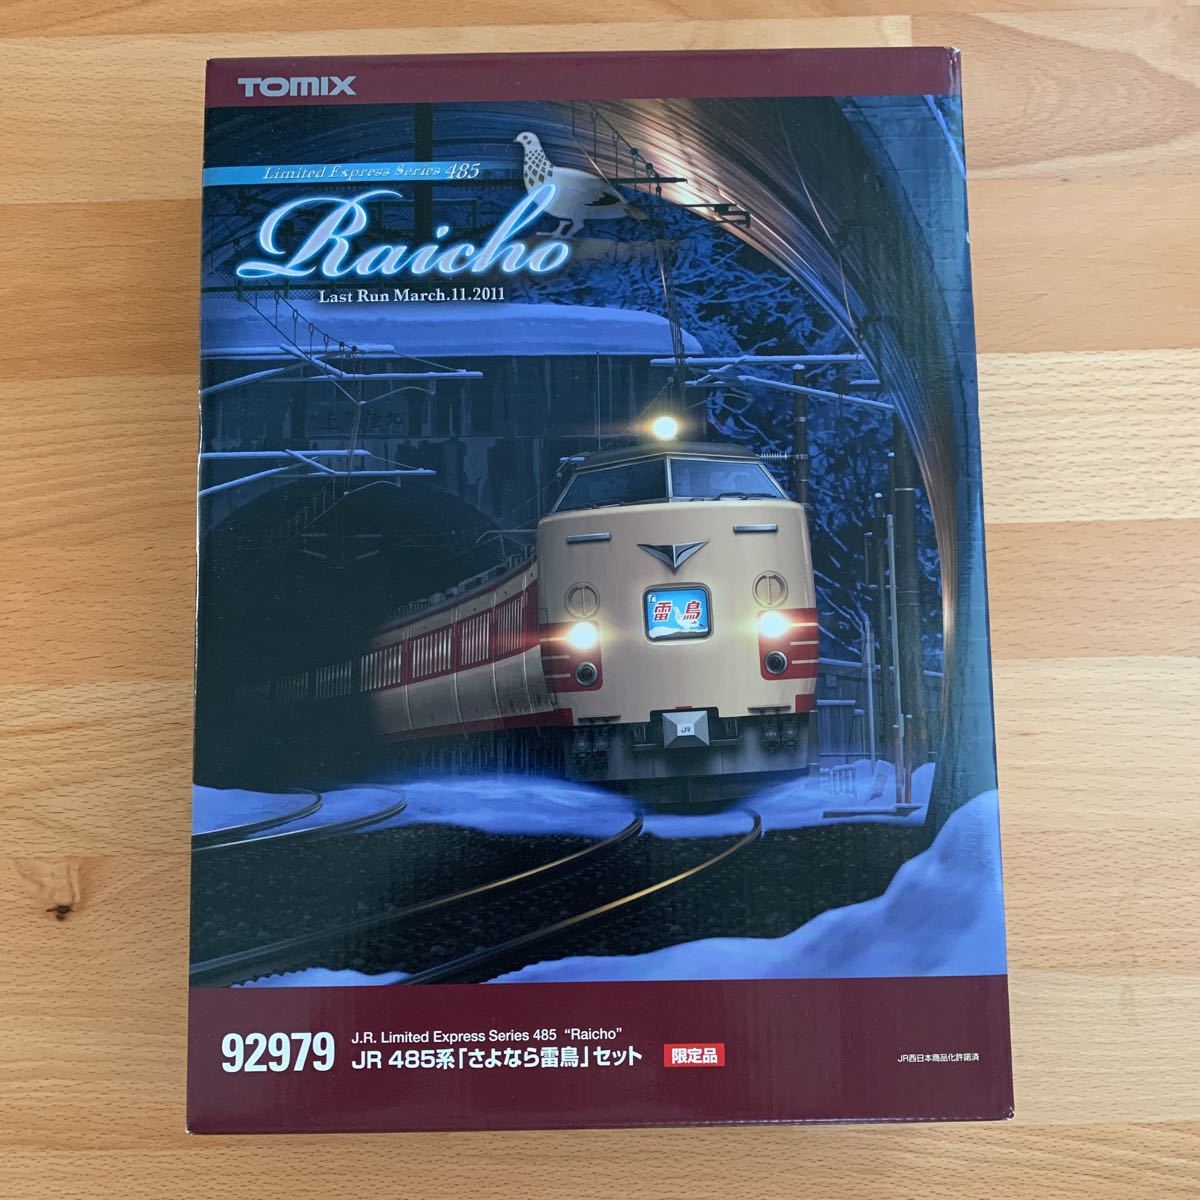 TOMIX
Limited Express Series 485
Raicho
Last Run March.11.2011
雷鳥
JR
92979
J.R. Limited Express Series 485 “Raicho”
JR 485系「さよなら雷鳥」セット
限定品
JR西日本商品化許諾済